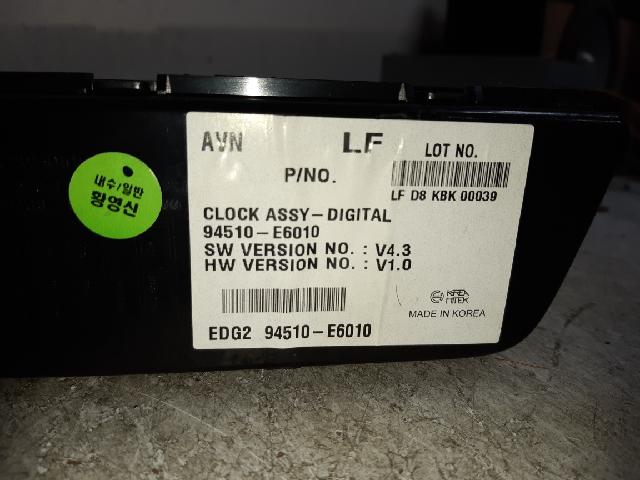 AVN LF LOT NO.
P/NO.
LF D8 KBK 00039
CLOCK ASSY-DIGITAL
94510-E6010
SW VERSION NO. : V4.3
HW VERSION NO. : V1.0
EDG2 94510-E6010
MADE IN KOREA
내수/일반
황영신